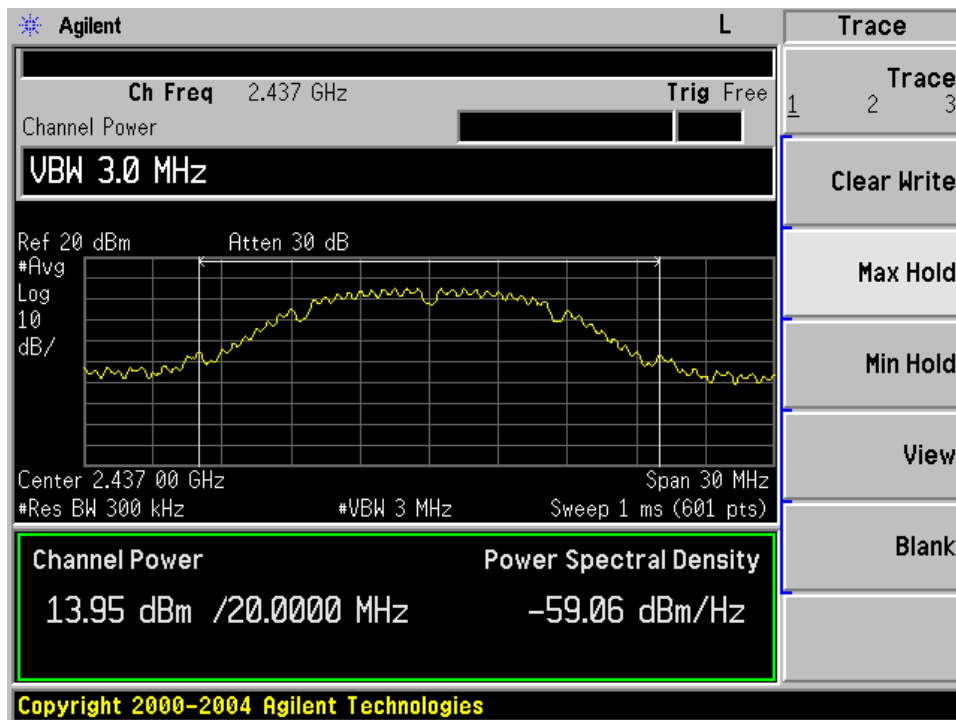 Agilent L Trace
Ch Freq 2.437 GHz Trig Free
Channel Power
VBW 3.0 MHz
Ref 20 dBm Atten 30 dB
#Avg
Log
10
dB/
Center 2.437 00 GHz Span 30 MHz
#Res BW 300 kHz #VBW 3 MHz Sweep 1 ms (601 pts)
Channel Power Power Spectral Density
13.95 dBm /20.0000 MHz -59.06 dBm/Hz
Copyright 2000-2004 Agilent Technologies
Trace
1 2 3
Clear Write
Max Hold
Min Hold
View
Blank